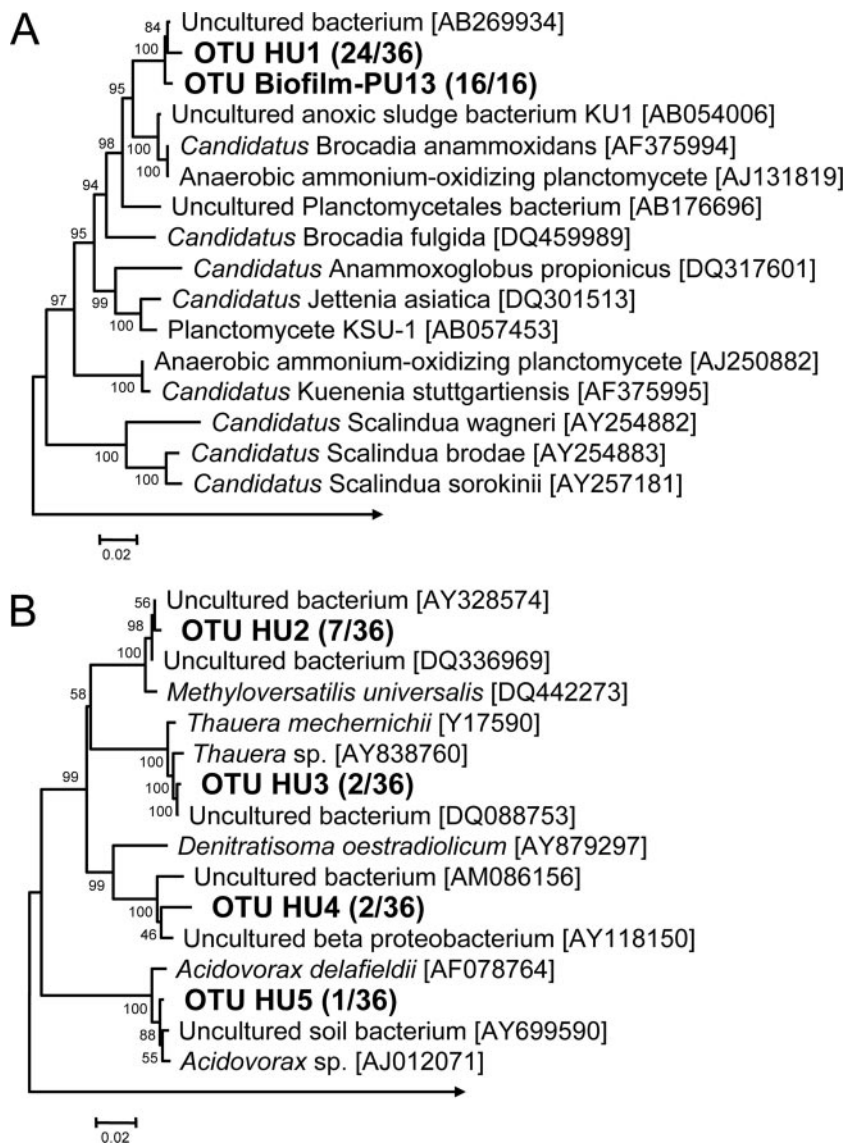 A
84
Uncultured bacterium [AB269934]
100
OTU HU1 (24/36)
OTU Biofilm-PU13 (16/16)
95
Uncultured anoxic sludge bacterium KU1 [AB054006]
98
100
Candidatus Brocadia anammoxidans [AF375994]
100
Anaerobic ammonium-oxidizing planctomycete [AJ131819]
94
Uncultured Planctomycetales bacterium [AB176696]
95
Candidatus Brocadia fulgida [DQ459989]
Candidatus Anammoxoglobus propionicus [DQ317601]
97
99
Candidatus Jettenia asiatica [DQ301513]
100
Planctomycete KSU-1 [AB057453]
Anaerobic ammonium-oxidizing planctomycete [AJ250882]
100
Candidatus Kuenenia stuttgartiensis [AF375995]
Candidatus Scalindua wagneri [AY254882]
100
Candidatus Scalindua brodae [AY254883]
100
Candidatus Scalindua sorokinii [AY257181]
0.02
B
56
Uncultured bacterium [AY328574]
98
OTU HU2 (7/36)
100
Uncultured bacterium [DQ336969]
58
Methyloversatilis universalis [DQ442273]
Thauera mechernichii [Y17590]
100
Thauera sp. [AY838760]
99
100
OTU HU3 (2/36)
100
Uncultured bacterium [DQ088753]
Denitratisoma oestradiolicum [AY879297]
99
Uncultured bacterium [AM086156]
100
OTU HU4 (2/36)
46
Uncultured beta proteobacterium [AY118150]
Acidovorax delafieldii [AF078764]
100
OTU HU5 (1/36)
88
Uncultured soil bacterium [AY699590]
55
Acidovorax sp. [AJ012071]
0.02